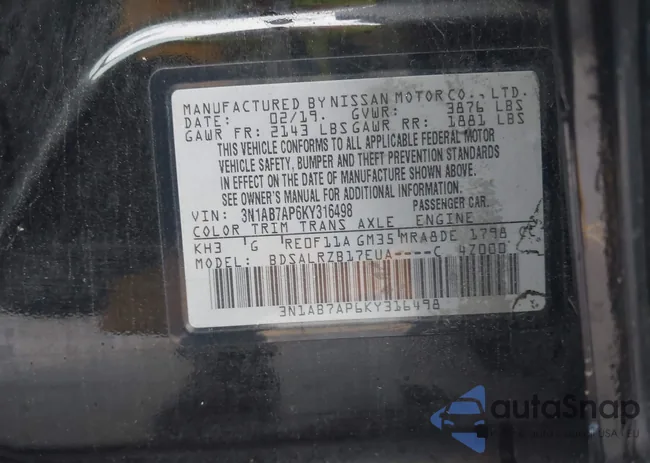 MANUFACTURED BY NISSAN MOTOR CO., LTD.
DATE: 02/19. GVWR: 3876 LBS
GAWR FR: 2143 LBS GAWR RR: 1881 LBS
THIS VEHICLE CONFORMS TO ALL APPLICABLE FEDERAL MOTOR
VEHICLE SAFETY, BUMPER AND THEFT PREVENTION STANDARDS
IN EFFECT ON THE DATE OF MANUFACTURE SHOWN ABOVE.
SEE OWNER'S MANUAL FOR ADDITIONAL INFORMATION.
VIN: 3N1AB7AP6KY316498 PASSENGER CAR.
COLOR TRIM TRANS AXLE ENGINE
KH3 G RE0F11A GM35 MRA8DE 1798
MODEL: BDSALRZB17EUA----C 4Z000
3N1AB7AP6KY316498
autoSnap
USA EU